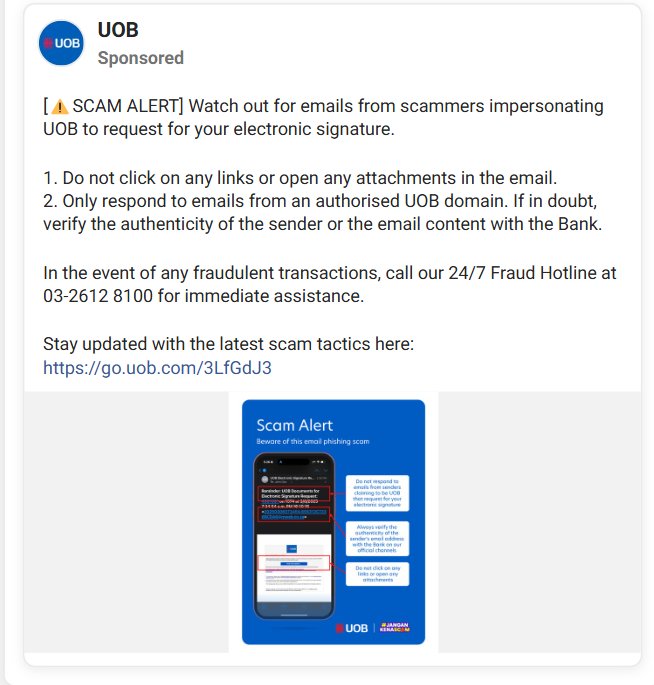 UOB
UOB
Sponsored
[⚠ SCAM ALERT] Watch out for emails from scammers impersonating
UOB to request for your electronic signature.
1. Do not click on any links or open any attachments in the email.
2. Only respond to emails from an authorised UOB domain. If in doubt,
verify the authenticity of the sender or the email content with the Bank.
In the event of any fraudulent transactions, call our 24/7 Fraud Hotline at
03-2612 8100 for immediate assistance.
Stay updated with the latest scam tactics here:
https://go.uob.com/3LfGdJ3
Scam Alert
Beware of this email phishing scam
Reminder: UOB Documents for
Electronic Signature Request:
Do not respond to
emails from senders
claiming to be UOB
that request for your
electronic signature
Always verify the
authenticity of the
sender's email address
with the Bank on our
official channels
Do not click on any
links or open any
attachments
UOB
#JANGAN
KENASCAM